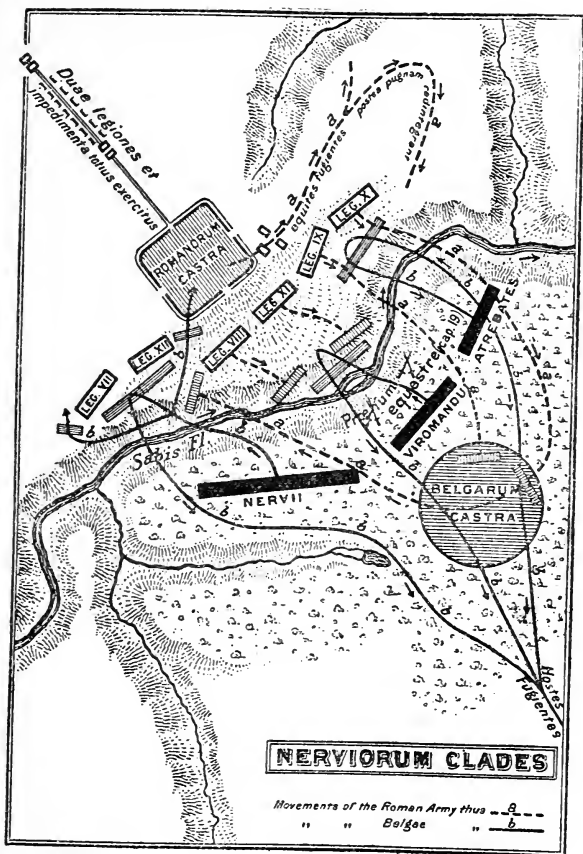 Duae legiones et
impedimenta totius exercitus
ROMANORUM
CASTRA
a
equites fugientes
a
postea pugnam
a
LEG. X
LEG. IX
LEG. XI
LEG. VIII
LEG. XII
LEG. VII
b
b
b
b
a
a
a
a
b
b
Sabis Fl.
Proelium
equestre (cap. 19)
ATREBATES
VIROMANDUI
NERVII
BELGARUM
CASTRA
b
b
b
b
Hostes
Fugientes
NERVIORUM CLADES
Movements of the Roman Army thus a
" " Belgae " b